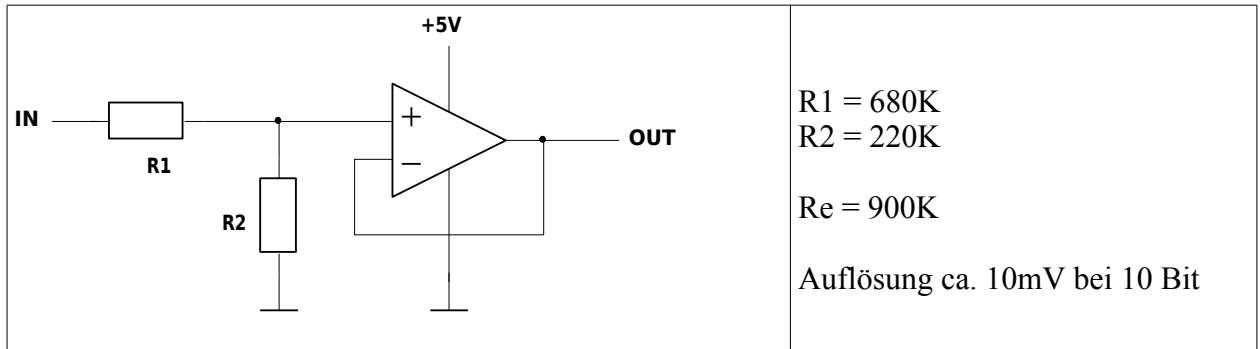 +5V
IN
+
OUT
R1
−
R2
R1 = 680K
R2 = 220K
Re = 900K
Auflösung ca. 10mV bei 10 Bit